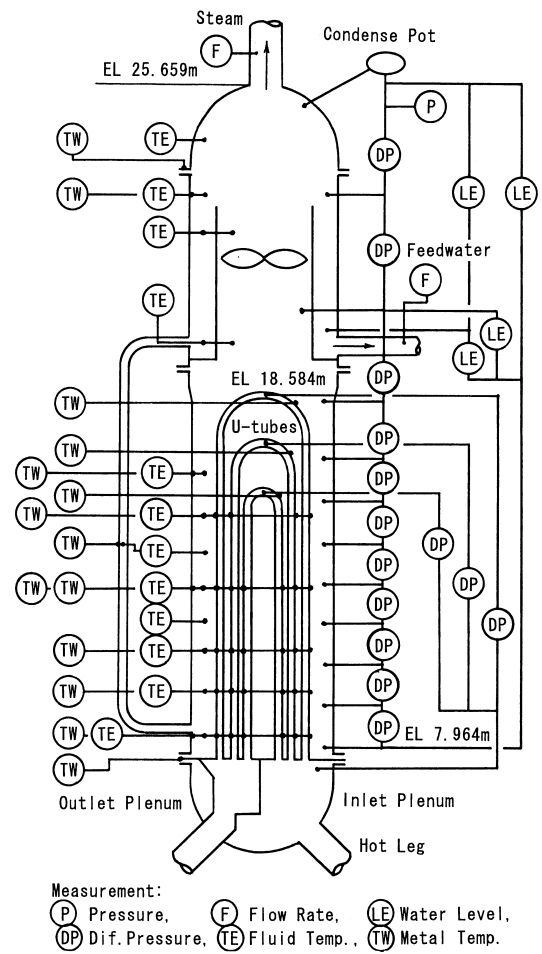 Steam
Condense Pot
F
EL 25.659m
P
TW TE
DP
TW TE LE LE
TE
DP Feedwater
F
TE
LE
LE
EL 18.584m DP
TW
U-tubes DP
TW
TW TE DP
TW
TW TE DP
TW TE DP DP
TW TW TE DP
DP
TE DP
TW TE DP
TW TE DP
TW TE DP EL 7.964m
TW
Outlet Plenum Inlet Plenum
Hot Leg
Measurement:
P Pressure, F Flow Rate, LE Water Level,
DP Dif.Pressure, TE Fluid Temp., TW Metal Temp.